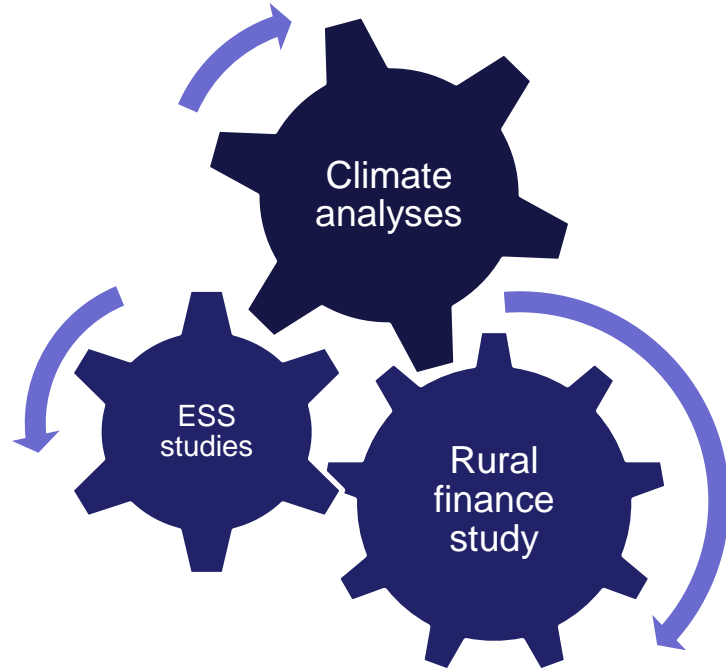 Climate
analyses
ESS
studies
Rural
finance
study